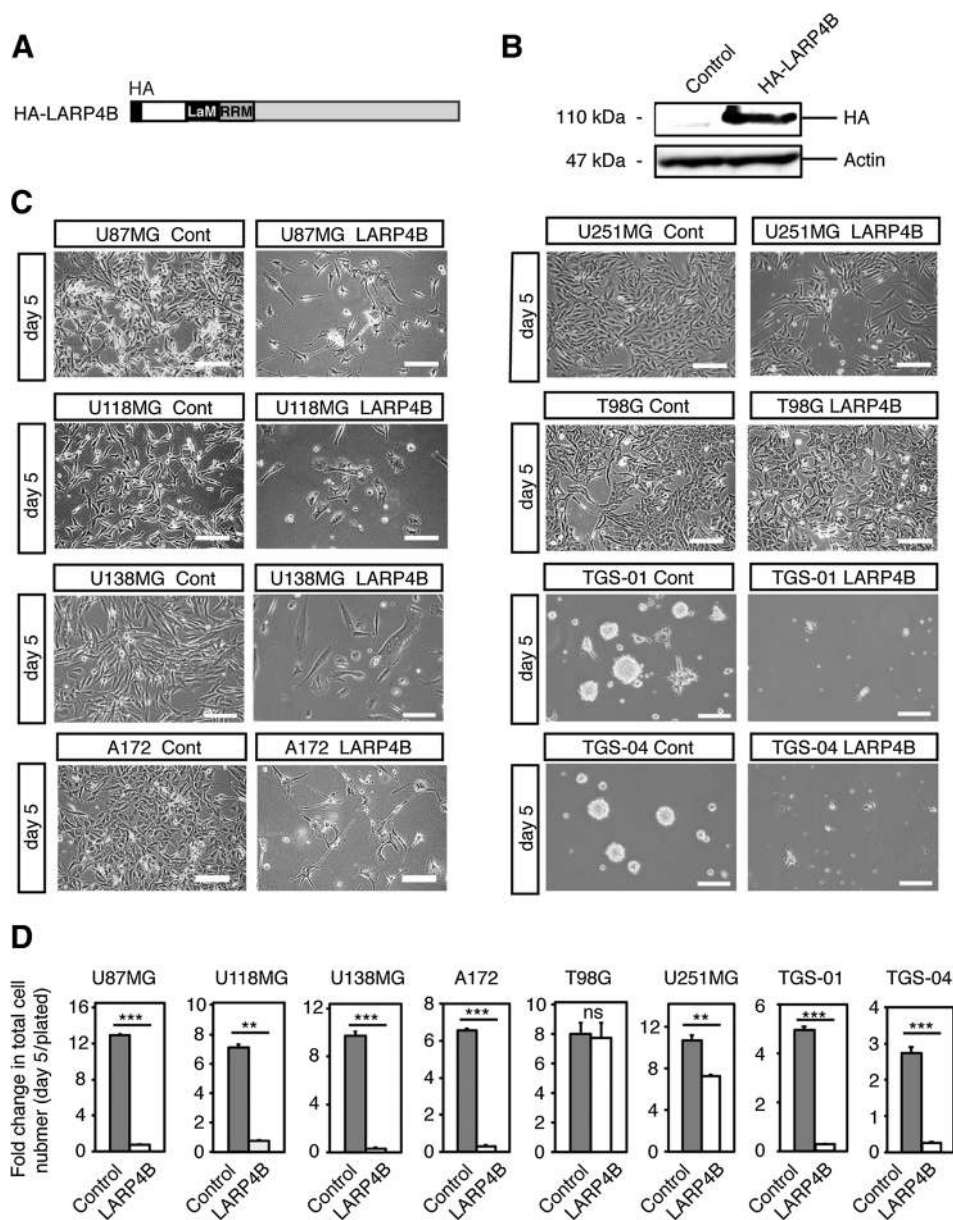 A
HA
HA-LARP4B
LaM RRM
B
Control
HA-LARP4B
110 kDa -
HA
47 kDa -
Actin
C
U87MG Cont
U87MG LARP4B
day 5
U118MG Cont
U118MG LARP4B
day 5
U138MG Cont
U138MG LARP4B
day 5
A172 Cont
A172 LARP4B
day 5
U251MG Cont
U251MG LARP4B
day 5
T98G Cont
T98G LARP4B
day 5
TGS-01 Cont
TGS-01 LARP4B
day 5
TGS-04 Cont
TGS-04 LARP4B
day 5
D
Fold change in total cell
nubomer (day 5/plated)
U87MG
16
12
8
4
0
***
Control
LARP4B
U118MG
10
8
6
4
2
0
**
Control
LARP4B
U138MG
12
8
4
0
***
Control
LARP4B
A172
8
6
4
2
0
***
Control
LARP4B
T98G
10
8
6
4
2
0
ns
Control
LARP4B
U251MG
12
8
4
0
**
Control
LARP4B
TGS-01
6
4
2
0
***
Control
LARP4B
TGS-04
4
3
2
1
0
***
Control
LARP4B